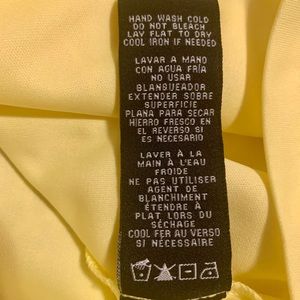 HAND WASH COLD
DO NOT BLEACH
LAY FLAT TO DRY
COOL IRON IF NEEDED
LAVAR A MANO
CON AGUA FRÍA
NO USAR
BLANQUEADOR
EXTENDER SOBRE
SUPERFICIE
PLANA PARA SECAR
HIERRO FRESCO EN
EL REVERSO SI
ES NECESARIO
LAVER À LA
MAIN À L'EAU
FROIDE
NE PAS UTILISER
AGENT DE
BLANCHIMENT
ÉTENDRE À
PLAT LORS DU
SÉCHAGE
COOL FER AU VERSO
SI NÉCESSAIRE